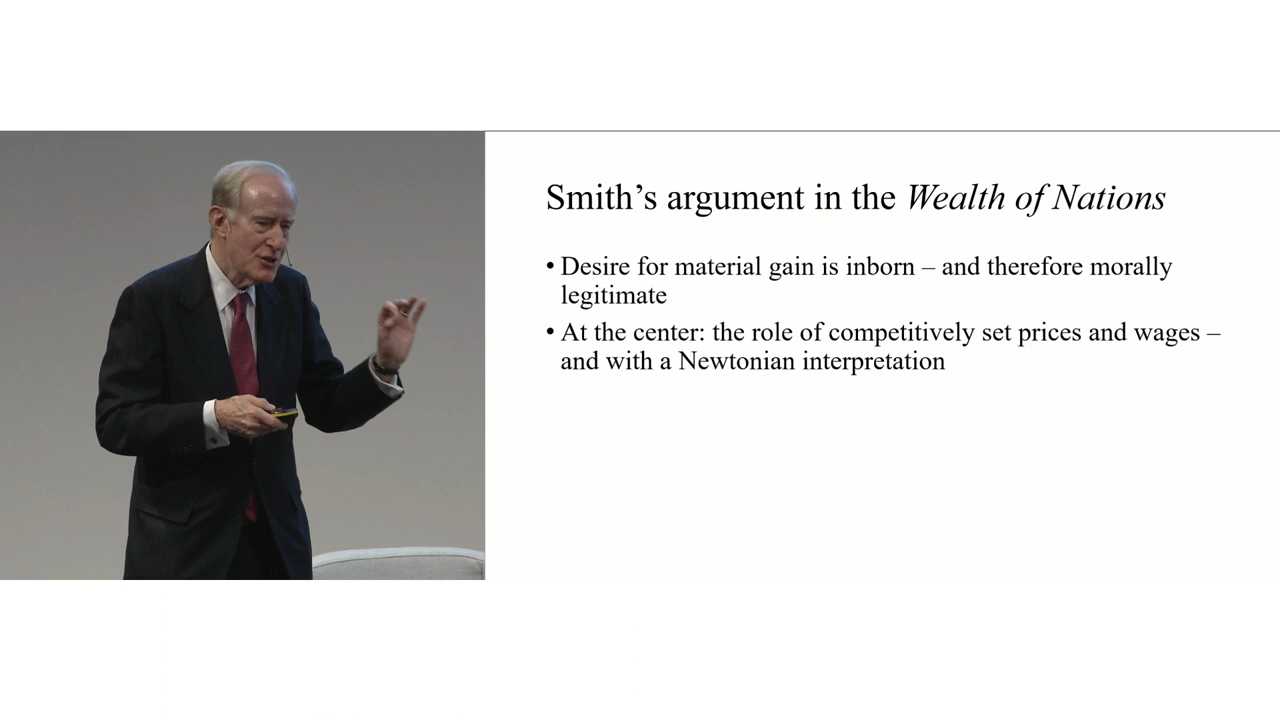 Smith’s argument in the Wealth of Nations
• Desire for material gain is inborn – and therefore morally
legitimate
• At the center: the role of competitively set prices and wages –
and with a Newtonian interpretation